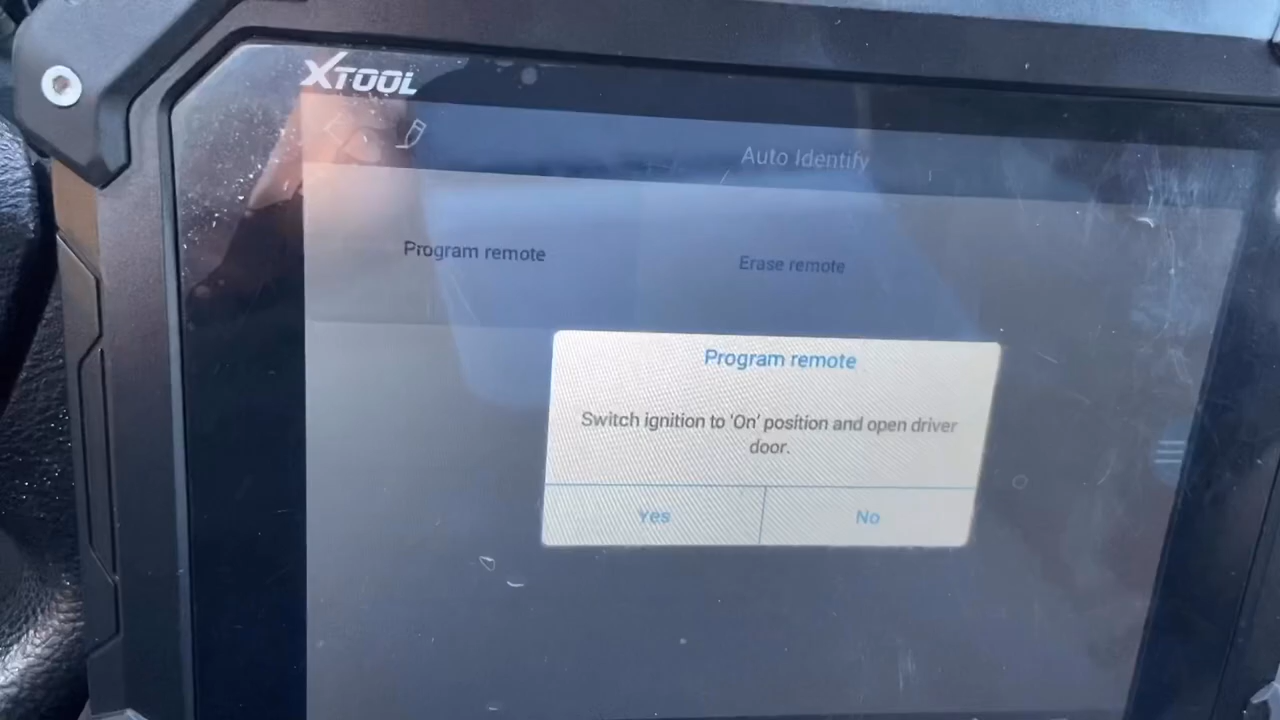 XTOOL
Auto Identify
Program remote
Erase remote
Program remote
Switch ignition to 'On' position and open driver
door.
Yes
No